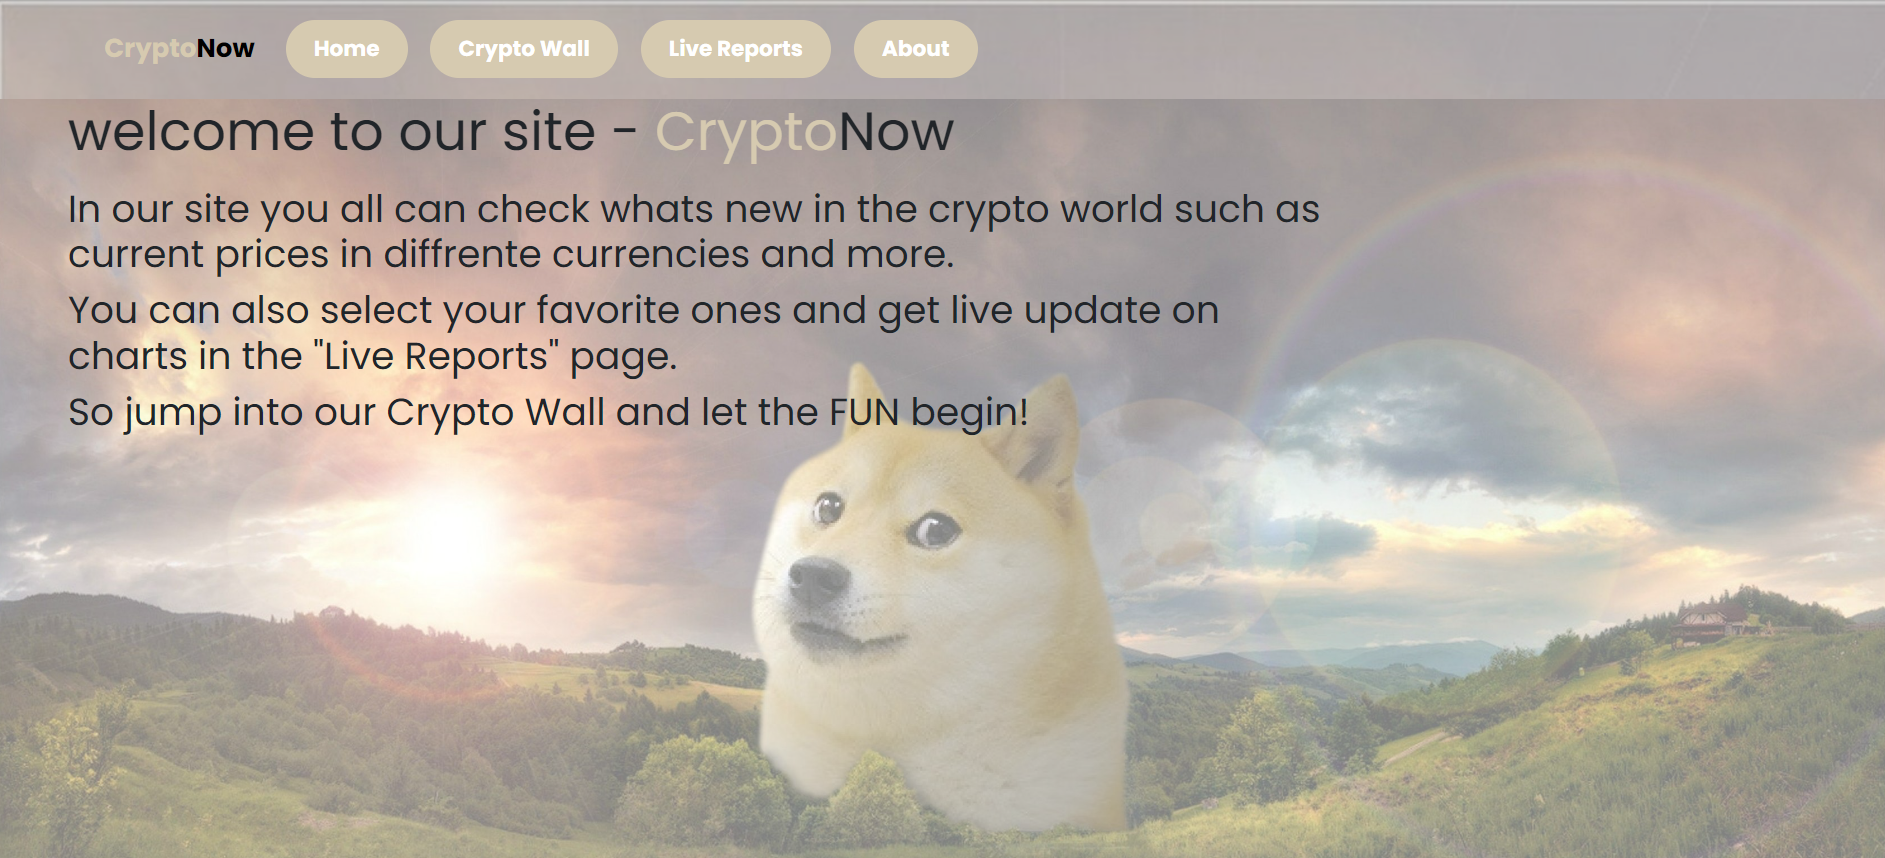 CryptoNow Home Crypto Wall Live Reports About
welcome to our site - CryptoNow
In our site you all can check whats new in the crypto world such as
current prices in diffrente currencies and more.
You can also select your favorite ones and get live update on
charts in the "Live Reports" page.
So jump into our Crypto Wall and let the FUN begin!